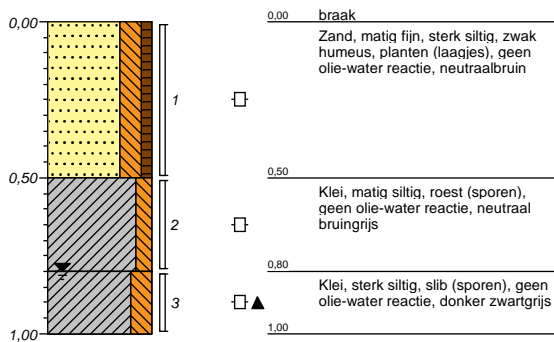 0,00
0,50
1,00
1
2
3
0,00
braak
Zand, matig fijn, sterk siltig, zwak
humeus, planten (laagjes), geen
olie-water reactie, neutraalbruin
0,50
Klei, matig siltig, roest (sporen),
geen olie-water reactie, neutraal
bruingrijs
0,80
Klei, sterk siltig, slib (sporen), geen
olie-water reactie, donker zwartgrijs
1,00